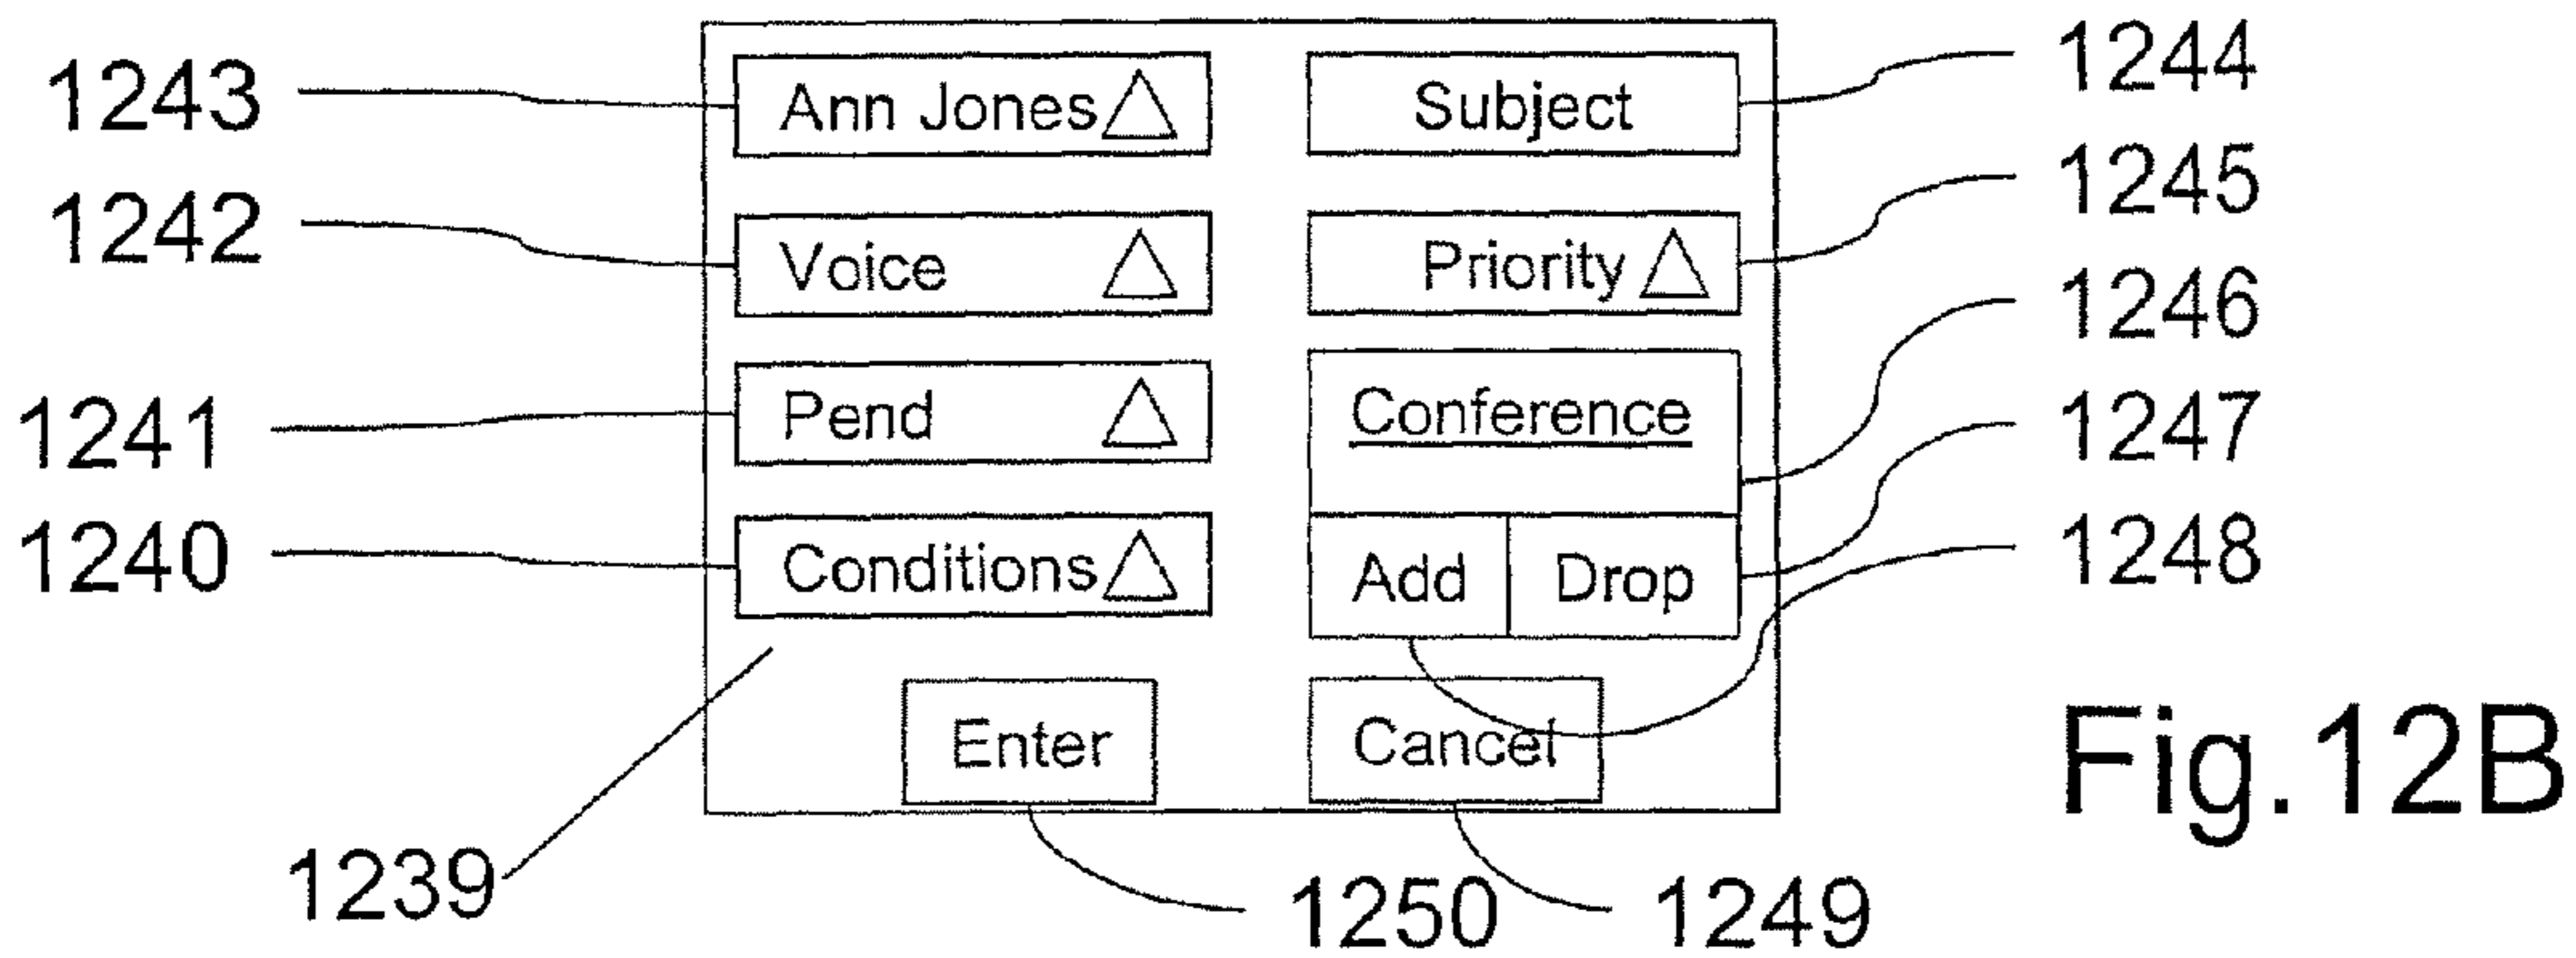 1243 Ann Jones Subject 1244
1242 Voice Priority 1245
1246
1241 Pend Conference 1247
1240 Conditions Add Drop 1248
Enter Cancel Fig.12B
1239 1250 1249